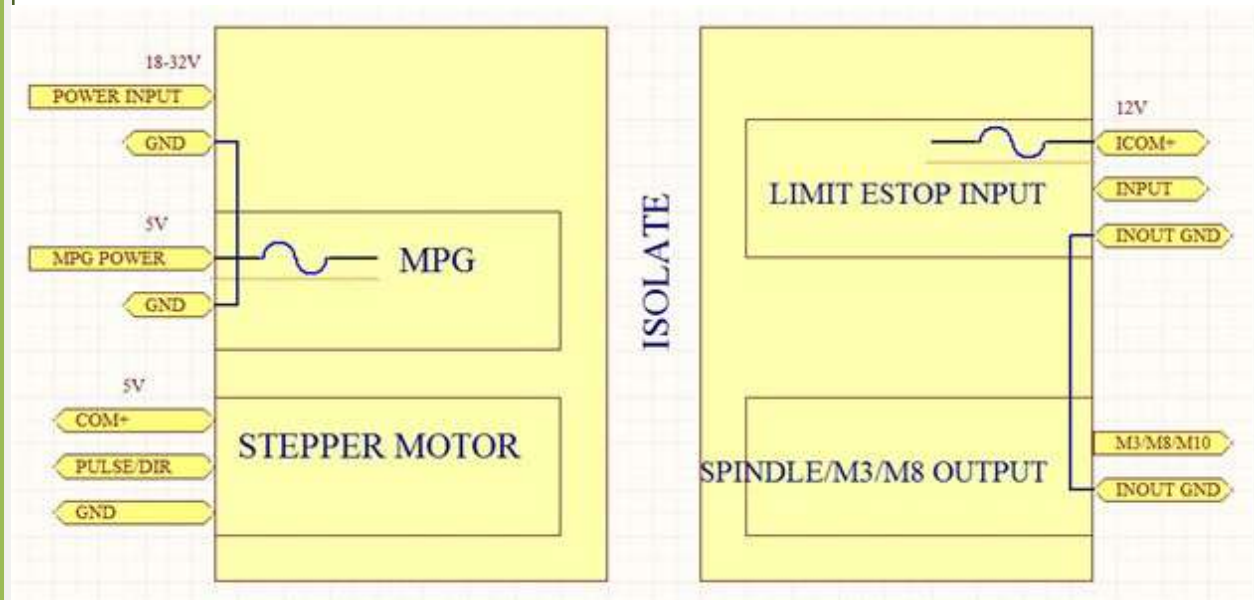 18-32V
POWER INPUT
GND
5V
MPG POWER
GND
MPG
5V
COM+
PULSE/DIR
GND
STEPPER MOTOR
ISOLATE
12V
ICOM+
INPUT
INOUT GND
LIMIT ESTOP INPUT
SPINDLE/M3/M8 OUTPUT
M3/M8/M10
INOUT GND